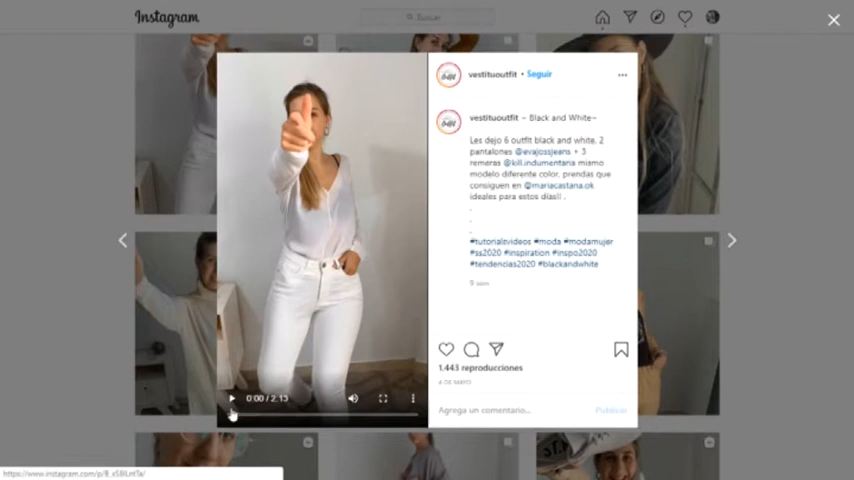 Instagram
Buscar
vestituoutfit • Seguir
vestituoutfit ~ Black and White~
Les dejo 6 outfit black and white. 2
pantalones @evajossjeans + 3
remeras @kill.indumentaria mismo
modelo diferente color, prendas que
consiguen en @mariacastana.ok
ideales para estos días!! .
.
.
.
#tutorialsvideos #moda #modamujer
#ss2020 #inspiration #inspo2020
#tendencias2020 #blackandwhite
9 sem
1.443 reproducciones
4 DE MAYO
0:00 / 2:13
Agrega un comentario... Publicar